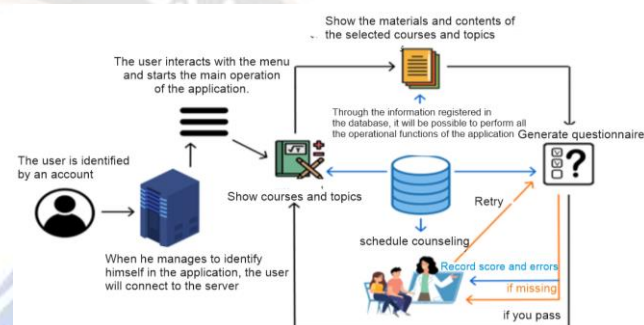 Show the materials and contents of
the selected courses and topics
The user interacts with the menu
and starts the main operation
of the application.
Through the information registered in
the database, it will be possible to perform all
the operational functions of the application
Generate questionnaire
The user is identified
by an account
Show courses and topics
Retry
schedule counseling
When he manages to identify
himself in the application, the user
will connect to the server
Record score and errors
if missing
if you pass